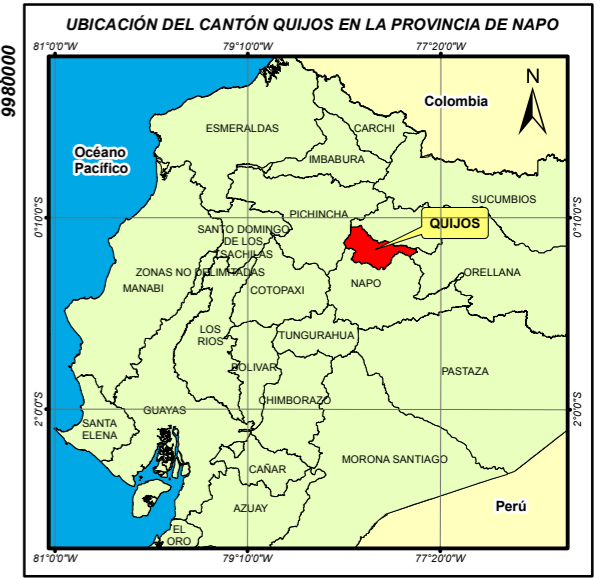 UBICACIÓN DEL CANTÓN QUIJOS EN LA PROVINCIA DE NAPO
9980000
81°0'0"W
79°10'0"W
77°20'0"W
N
Colombia
ESMERALDAS
CARCHI
Océano
Pacífico
IMBABURA
SUCUMBIOS
0°10'0"S
PICHINCHA
0°10'0"S
QUIJOS
SANTO DOMINGO
DE LOS
TSACHILAS
ZONAS NO DELIMITADAS
ORELLANA
MANABI
COTOPAXI
NAPO
LOS
RIOS
TUNGURAHUA
BOLIVAR
PASTAZA
CHIMBORAZO
2°0'0"S
GUAYAS
2°0'0"S
SANTA
ELENA
MORONA SANTIAGO
CAÑAR
AZUAY
Perú
EL
ORO
81°0'0"W
79°10'0"W
77°20'0"W